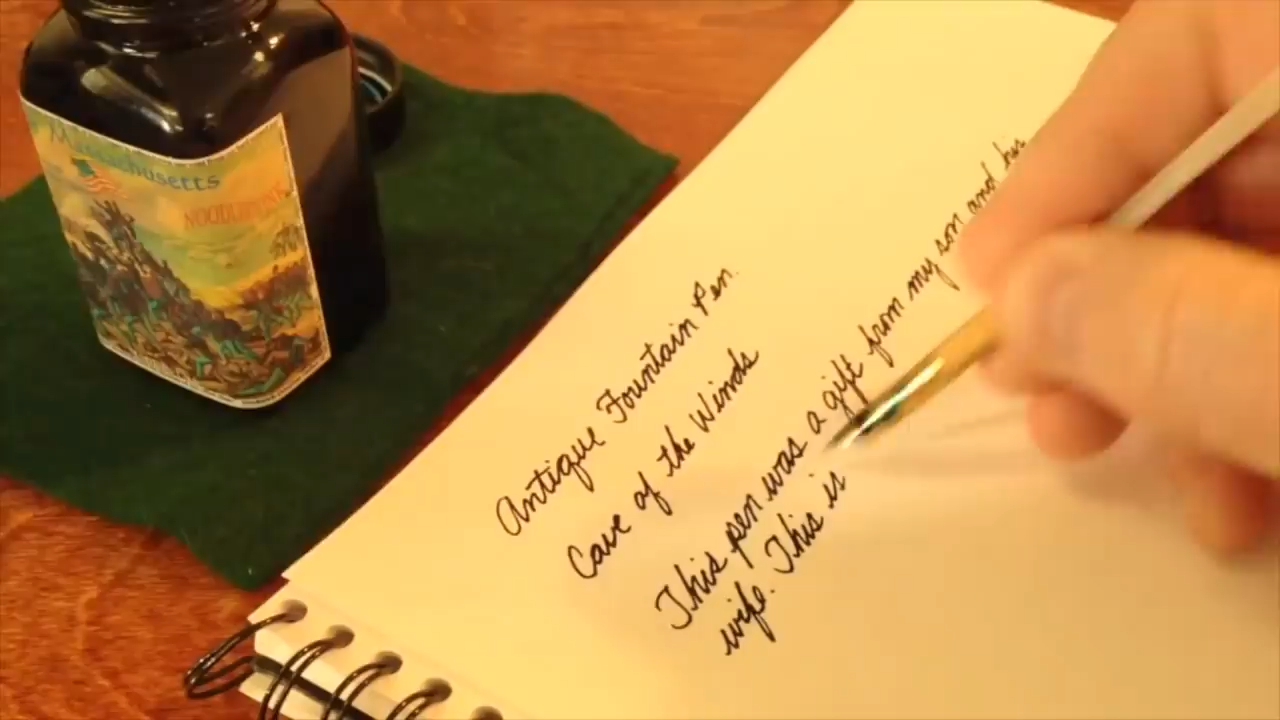 Massachusetts
NOODLER'S INK
Antique Fountain Pen.
Cave of the Winds
This pen was a gift from my son and his
wife. This is